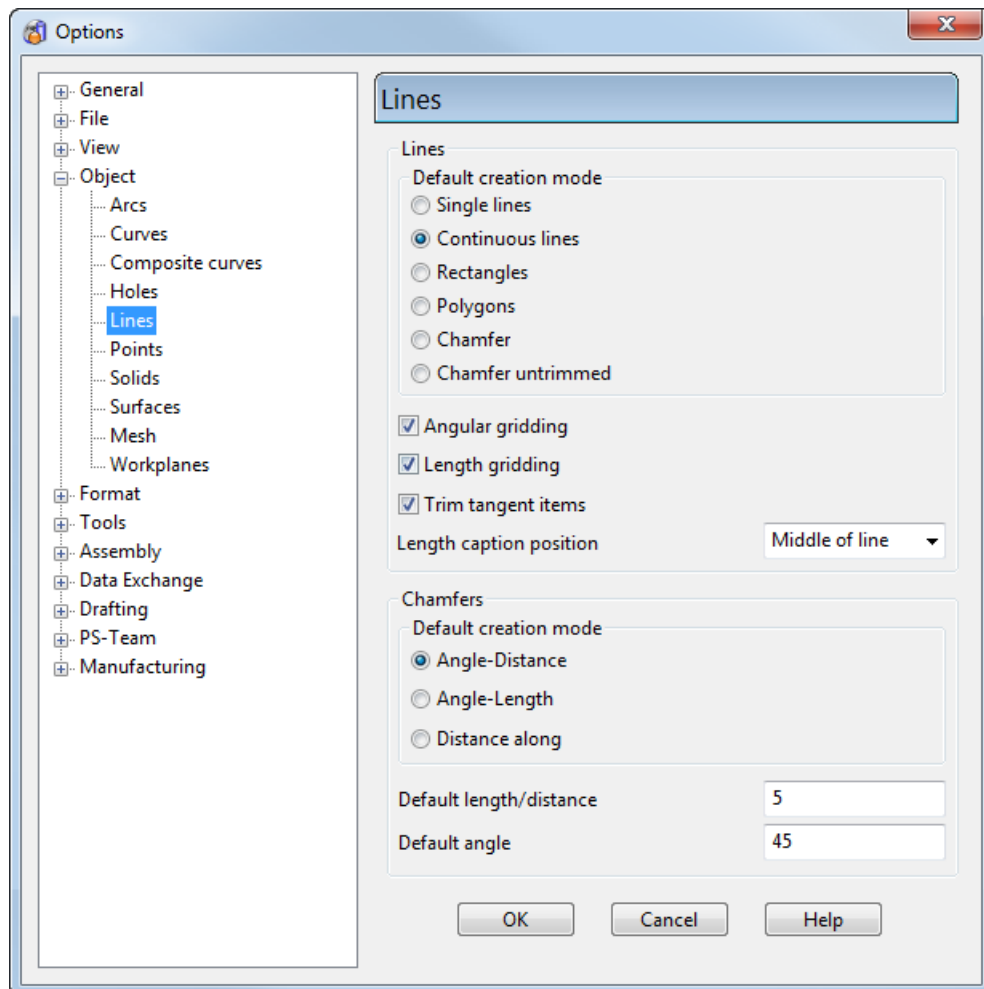 Options
General
File
View
Object
Arcs
Curves
Composite curves
Holes
Lines
Points
Solids
Surfaces
Mesh
Workplanes
Format
Tools
Assembly
Data Exchange
Drafting
PS-Team
Manufacturing
Lines
Lines
Default creation mode
Single lines
Continuous lines
Rectangles
Polygons
Chamfer
Chamfer untrimmed
Angular gridding
Length gridding
Trim tangent items
Length caption position Middle of line
Chamfers
Default creation mode
Angle-Distance
Angle-Length
Distance along
Default length/distance 5
Default angle 45
OK Cancel Help